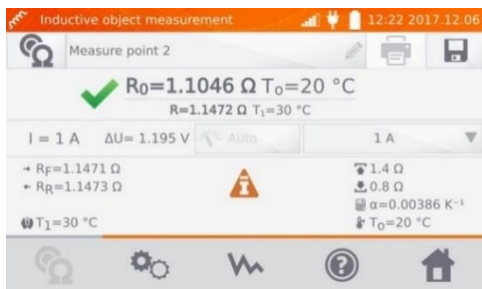 Inductive object measurement 12:22 2017.12.06
Measure point 2
R₀=1.1046 Ω T₀=20 °C
R=1.1472 Ω T₁=30 °C
I = 1 A ΔU= 1.195 V Auto 1 A
RF=1.1471 Ω 1.4 Ω
RR=1.1473 Ω 0.8 Ω
α=0.00386 K⁻¹
T₁=30 °C T₀=20 °C